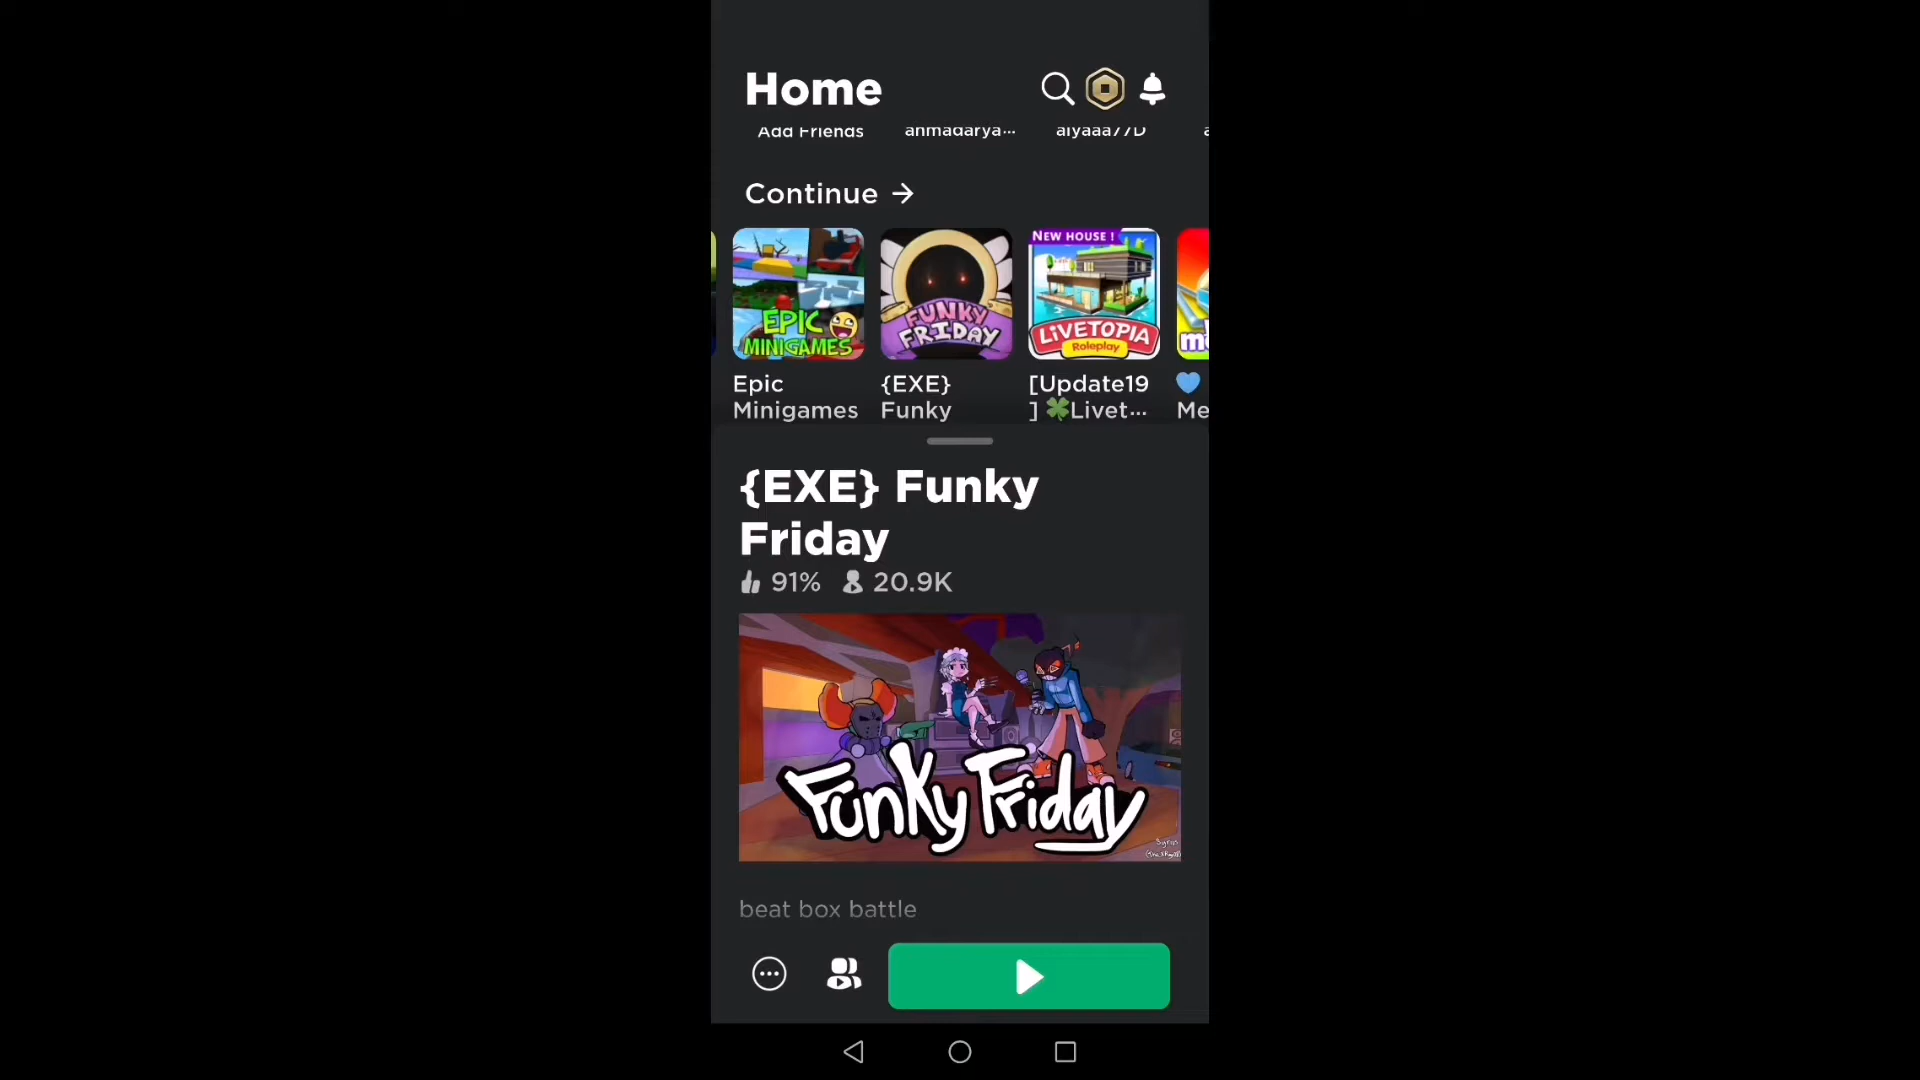 Home
Add Friends ahmadarya... alyaaa77D
Continue →
EPIC MINIGAMES
FUNKY FRIDAY
NEW HOUSE !
LIVETOPIA
Roleplay
Epic Minigames
{EXE} Funky
[Update19] 🍀Livet...
💙 Me
{EXE} Funky
Friday
91% 20.9K
Funky Friday
beat box battle